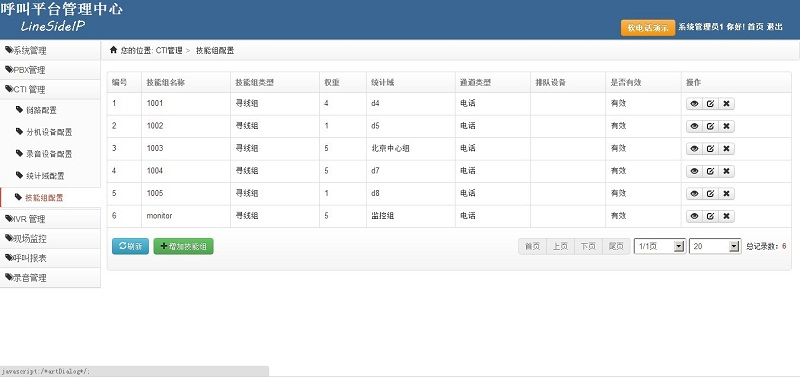 呼叫平台管理中心
LineSideIP
软电话演示 系统管理员1 你好! 首页 退出
系统管理
PBX管理
CTI 管理
链路配置
分机设备配置
录音设备配置
统计域配置
技能组配置
IVR 管理
现场监控
呼叫报表
录音管理
您的位置: CTI管理 > 技能组配置
编号 技能组名称 技能组类型 权重 统计域 通道类型 排队设备 是否有效 操作
1 1001 寻线组 4 d4 电话 有效
2 1002 寻线组 1 d5 电话 有效
3 1003 寻线组 5 北京中心组 电话 有效
4 1004 寻线组 5 d7 电话 有效
5 1005 寻线组 1 d8 电话 有效
6 monitor 寻线组 5 监控组 电话 有效
刷新 增加技能组 首页 上页 下页 尾页 1/1页 20 总记录数: 6
javascript:/*artDialog*/;